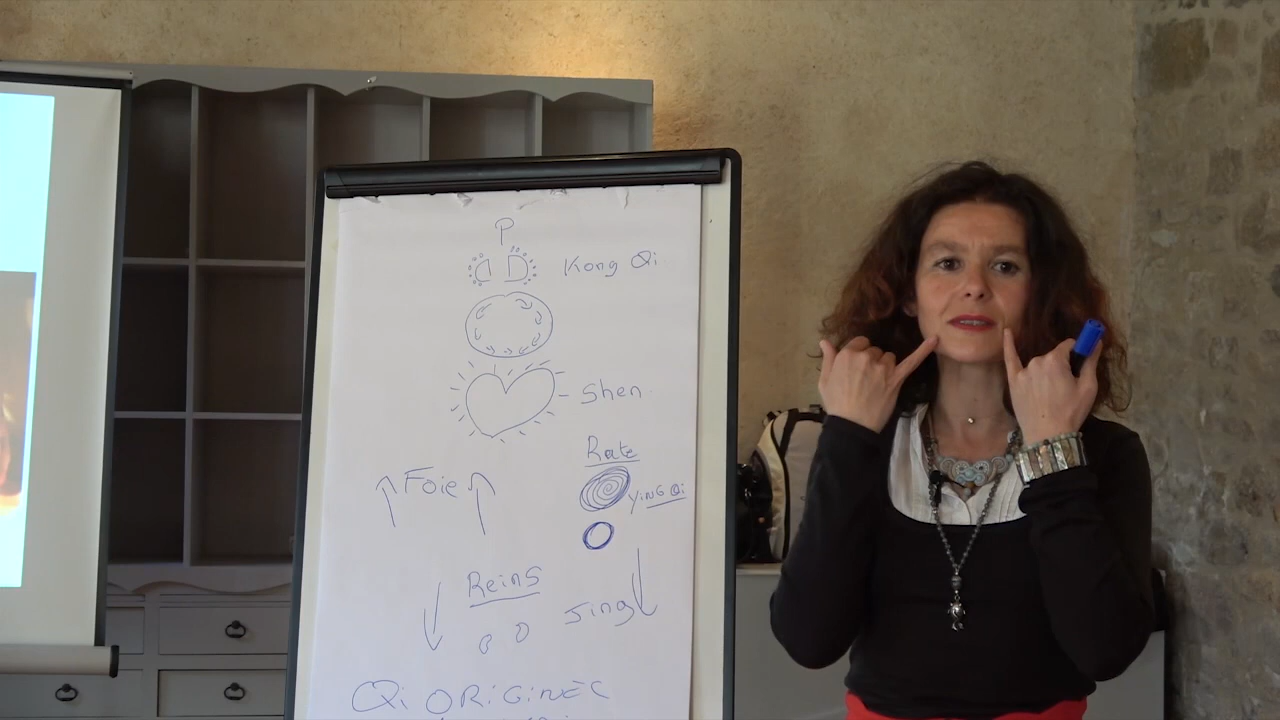 P
Kong Qi
Shen
Rate
Foie
YiNG Qi
Reins
Jing
Qi ORiGiNEL